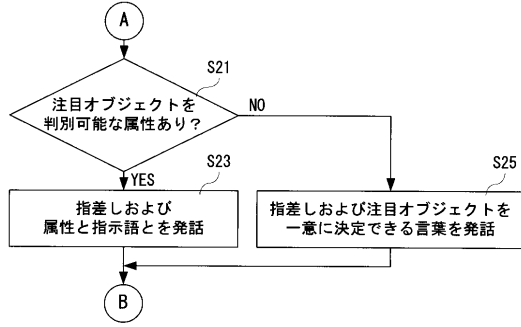 A
S21
注目オブジェクトを
判別可能な属性あり？
NO
YES
S23
指差しおよび
属性と指示語とを発話
S25
指差しおよび注目オブジェクトを
一意に決定できる言葉を発話
B